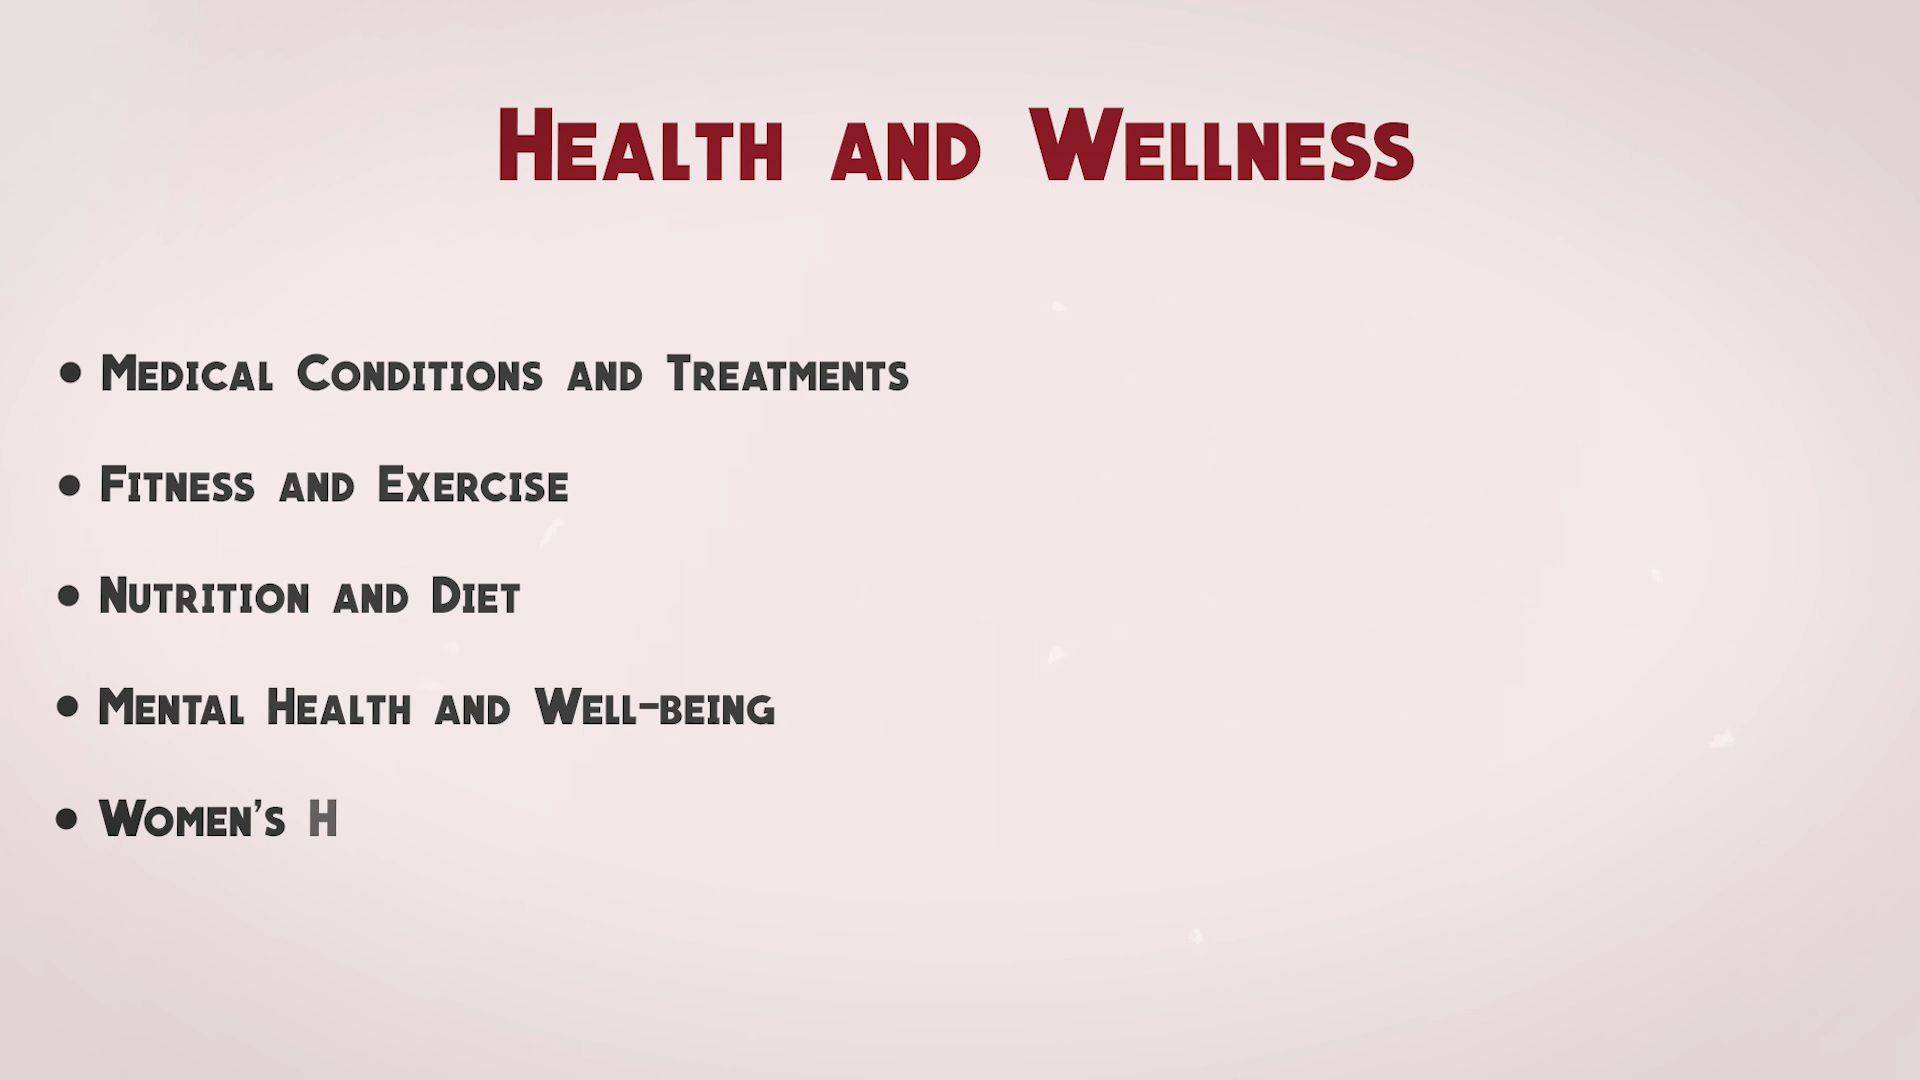 Health and Wellness
• Medical Conditions and Treatments
• Fitness and Exercise
• Nutrition and Diet
• Mental Health and Well-being
• Women's H